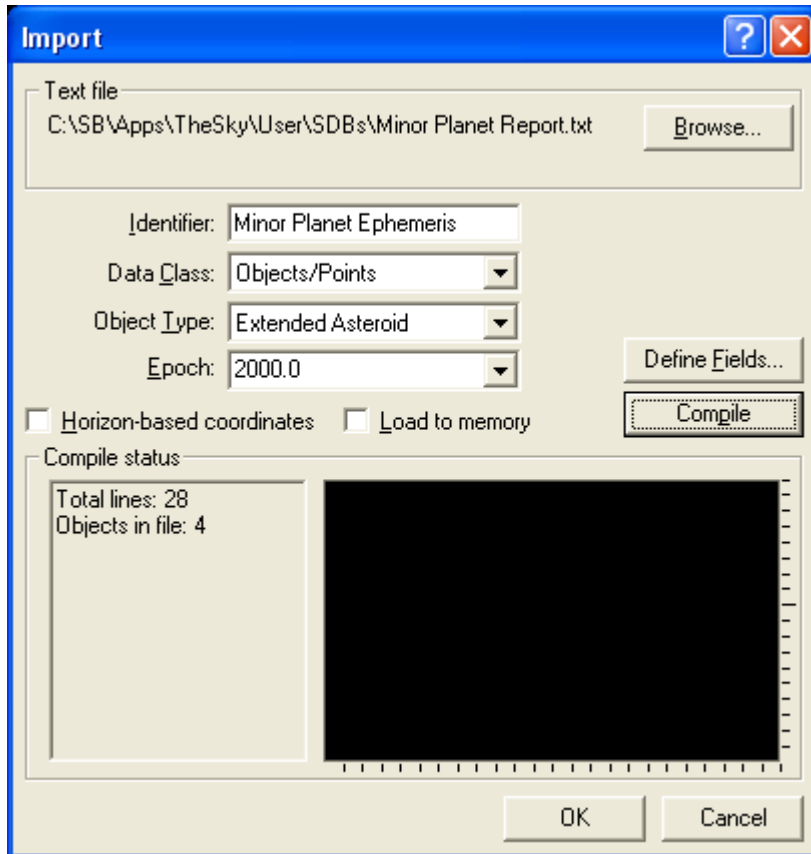 Import
Text file
C:\SB\Apps\TheSky\User\SDBs\Minor Planet Report.txt
Browse...
Identifier: Minor Planet Ephemeris
Data Class: Objects/Points
Object Type: Extended Asteroid
Epoch: 2000.0
Define Fields...
Horizon-based coordinates
Load to memory
Compile
Compile status
Total lines: 28
Objects in file: 4
OK
Cancel